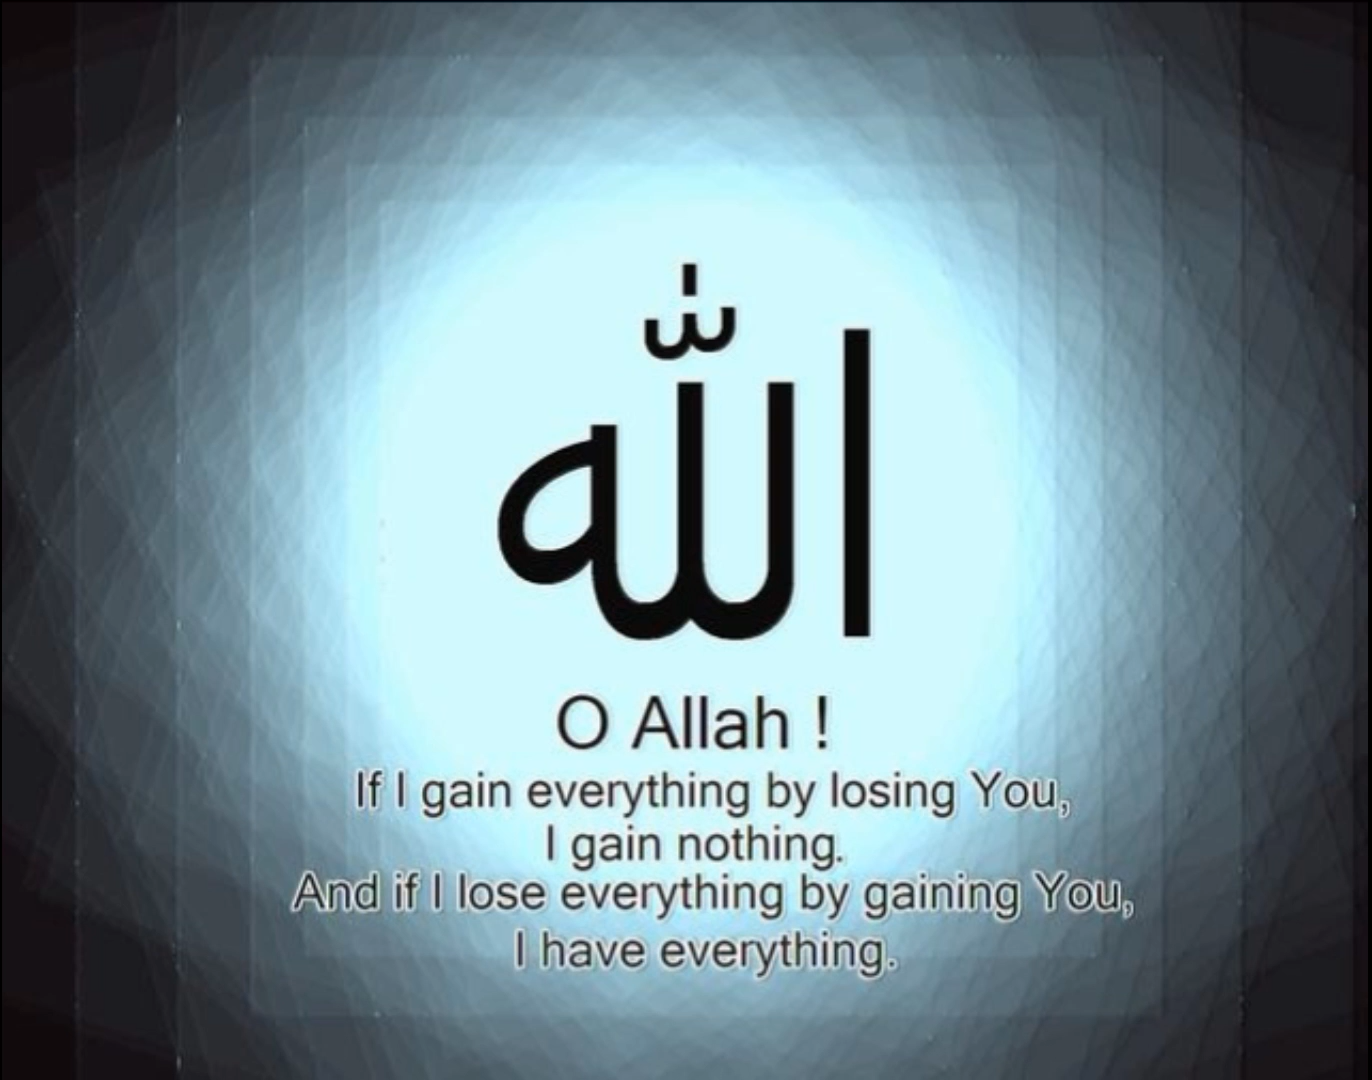 الله
O Allah !
If I gain everything by losing You,
I gain nothing.
And if I lose everything by gaining You,
I have everything.